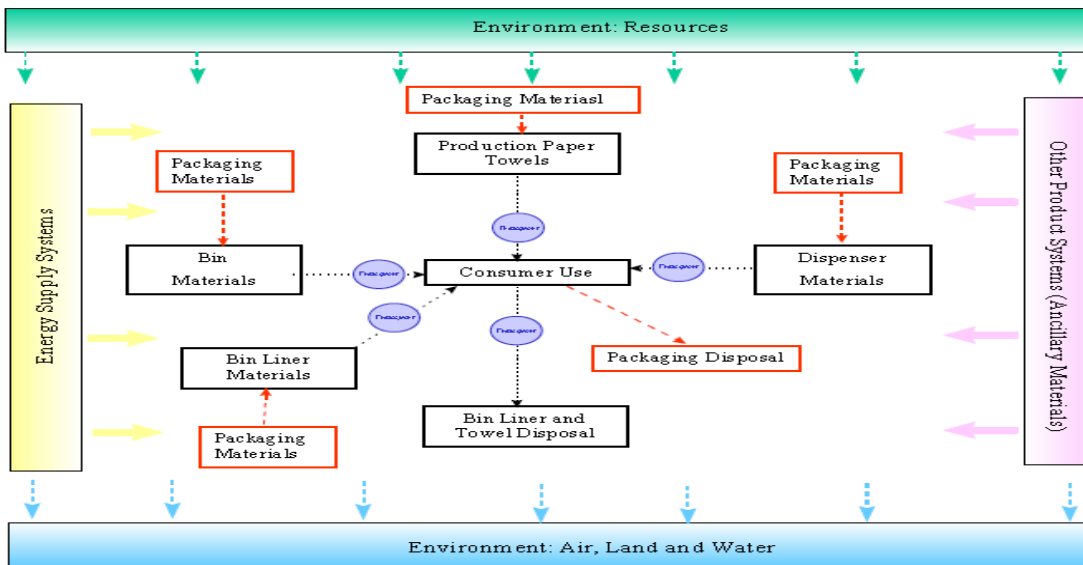 Environment: Resources
Packaging Materiasl
Production Paper
Towels
Packaging
Materials
Packaging
Materials
Bin
Materials
Consumer Use
Dispenser
Materials
Bin Liner
Materials
Packaging Disposal
Bin Liner and
Towel Disposal
Packaging
Materials
Energy Supply Systems
Other Product Systems (Ancillary Materials)
Environment: Air, Land and Water